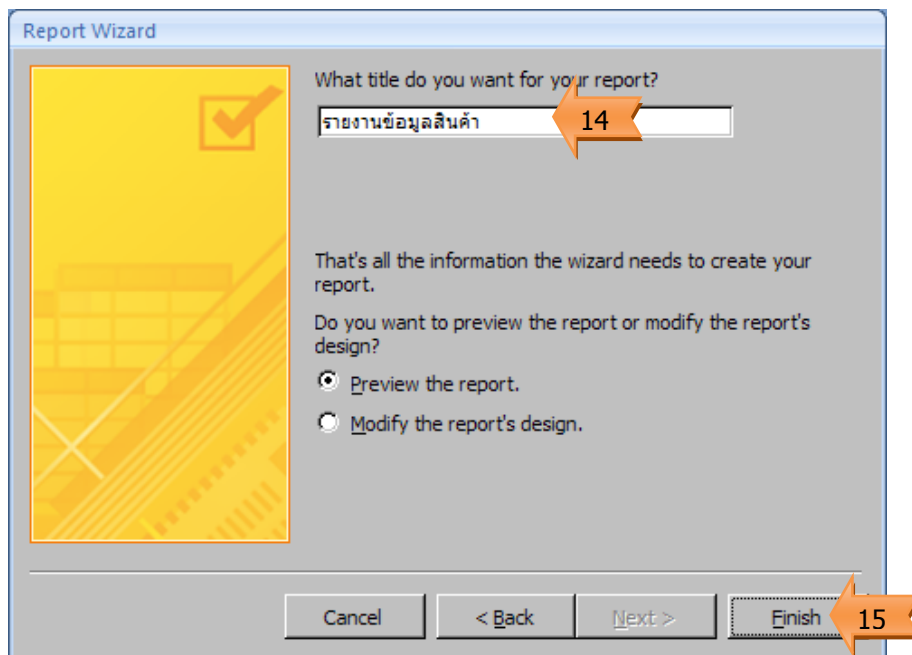 Report Wizard
What title do you want for your report?
รายงานข้อมูลสินค้า
14
That's all the information the wizard needs to create your
report.
Do you want to preview the report or modify the report's
design?
Preview the report.
Modify the report's design.
Cancel < Back Next > Finish 15